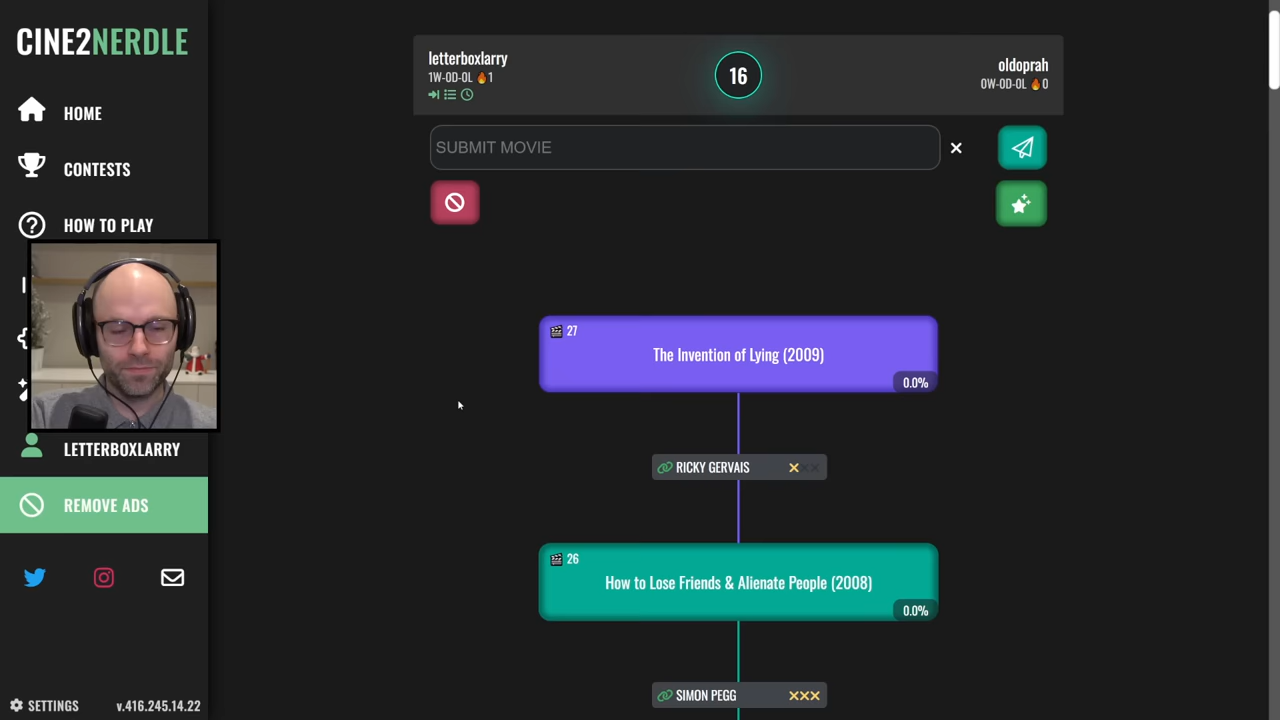 CINE2NERDLE
HOME
CONTESTS
HOW TO PLAY
LETTERBOXLARRY
REMOVE ADS
SETTINGS
v.416.245.14.22
letterboxlarry
1W-0D-0L 🔥1
16
oldoprah
0W-0D-0L 🔥0
SUBMIT MOVIE
27
The Invention of Lying (2009)
0.0%
RICKY GERVAIS
26
How to Lose Friends & Alienate People (2008)
0.0%
SIMON PEGG